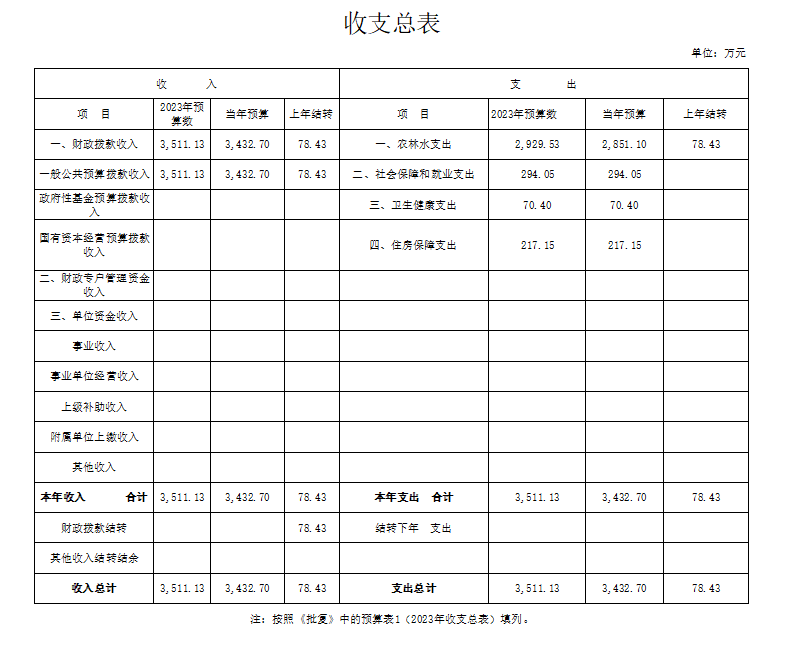 收支总表
单位：万元
收 入 支 出
项 目 2023年预算数 当年预算 上年结转 项 目 2023年预算数 当年预算 上年结转
一、财政拨款收入 3,511.13 3,432.70 78.43 一、农林水支出 2,929.53 2,851.10 78.43
一般公共预算拨款收入 3,511.13 3,432.70 78.43 二、社会保障和就业支出 294.05 294.05
政府性基金预算拨款收入 三、卫生健康支出 70.40 70.40
国有资本经营预算拨款收入 四、住房保障支出 217.15 217.15
二、财政专户管理资金收入
三、单位资金收入
事业收入
事业单位经营收入
上级补助收入
附属单位上缴收入
其他收入
本年收入 合计 3,511.13 3,432.70 78.43 本年支出 合计 3,511.13 3,432.70 78.43
财政拨款结转 78.43 结转下年 支出
其他收入结转结余
收入总计 3,511.13 3,432.70 78.43 支出总计 3,511.13 3,432.70 78.43
注：按照《批复》中的预算表1（2023年收支总表）填列。